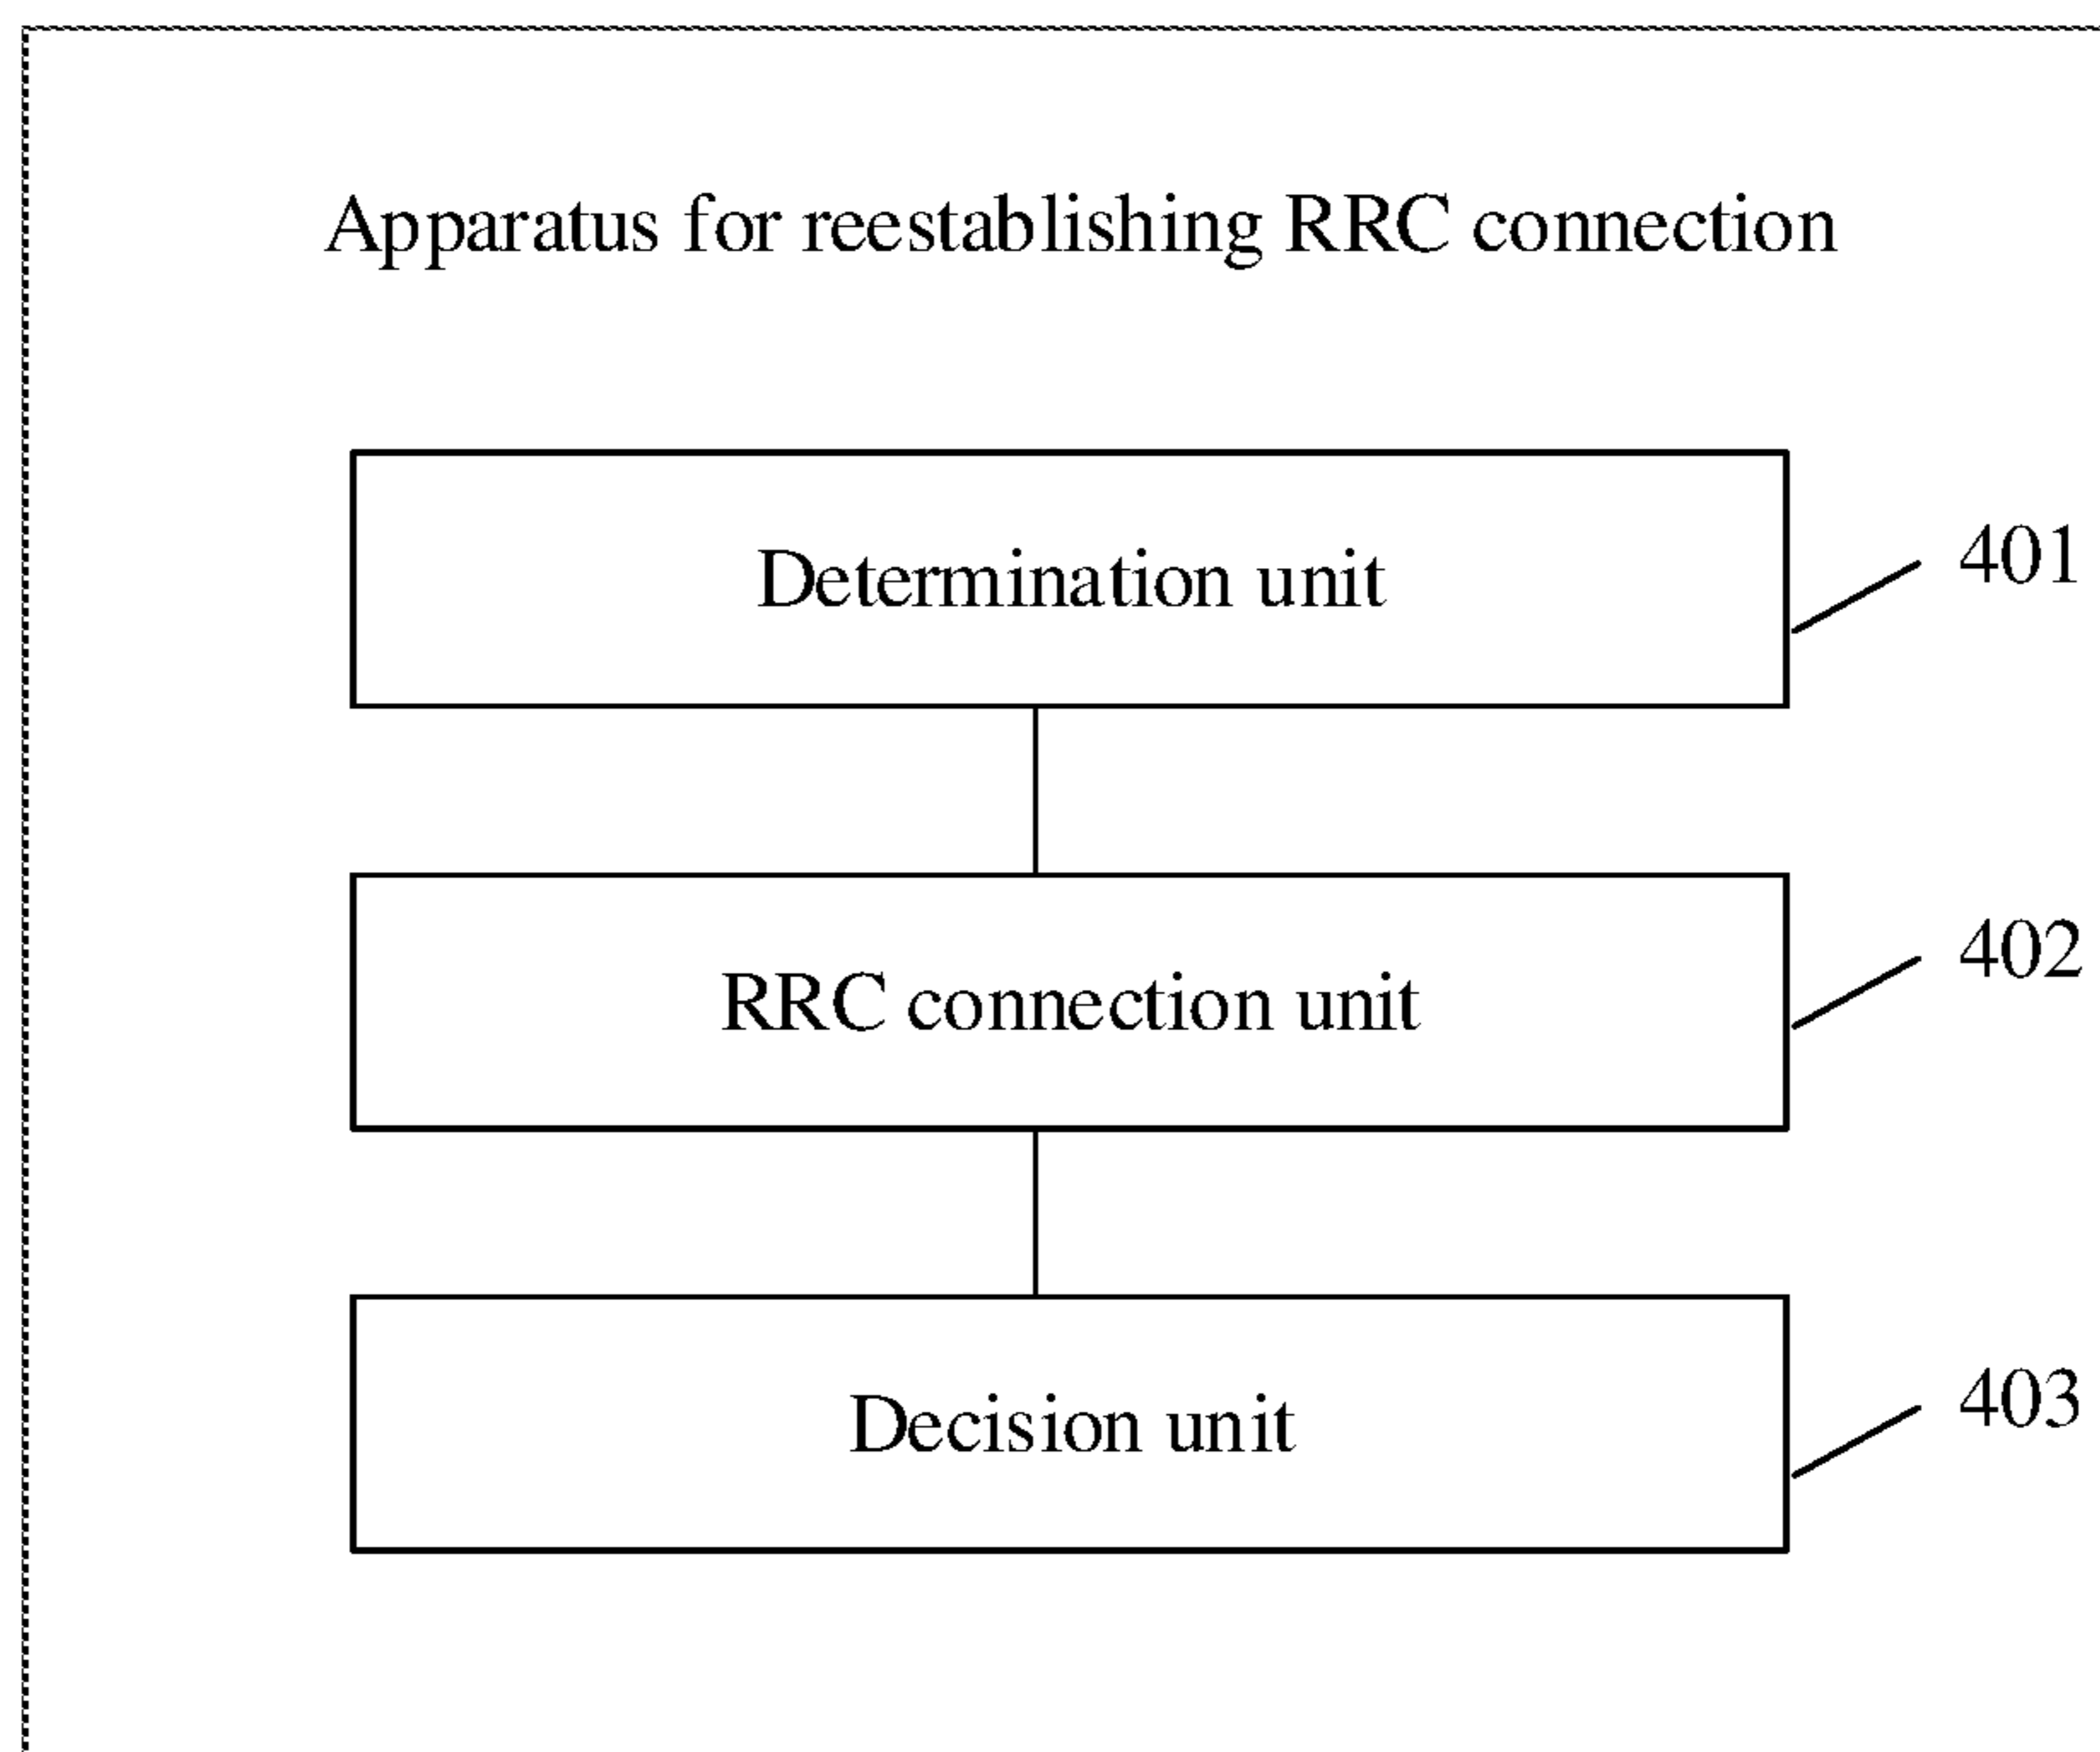 Apparatus for reestablishing RRC connection
Determination unit
401
RRC connection unit
402
Decision unit
403